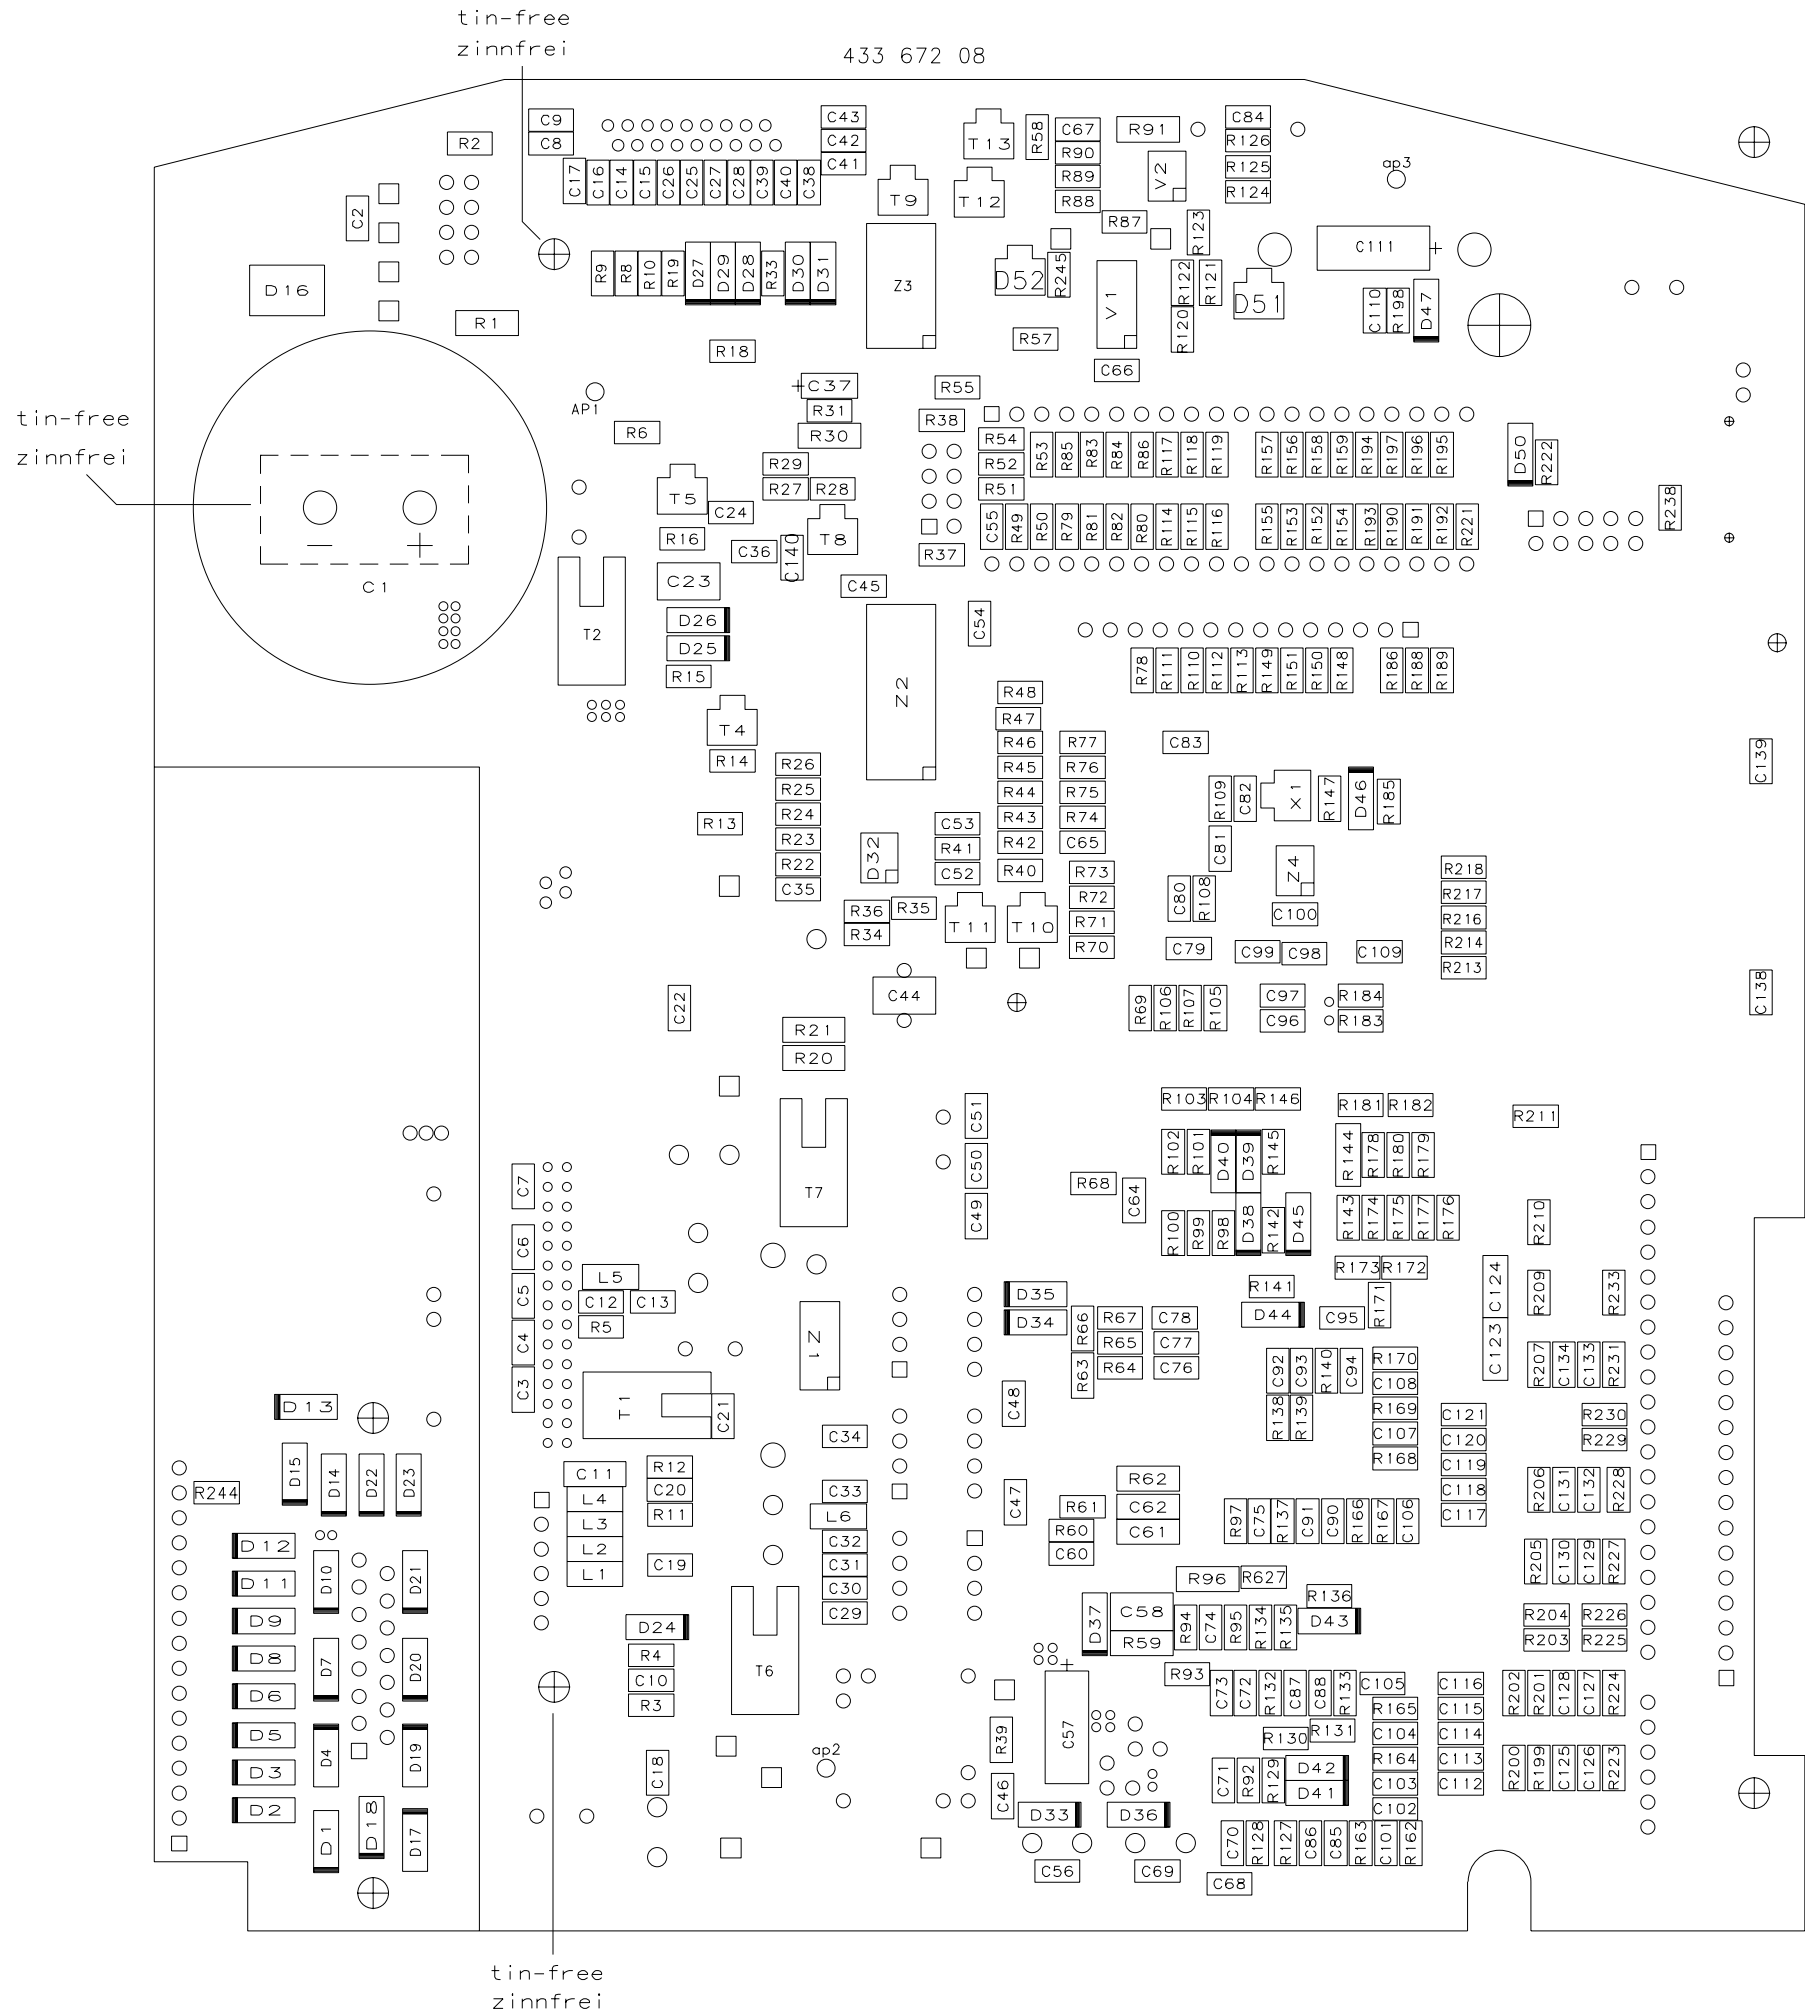 tin-free
zinnfrei
433 672 08
C9
C8
R2
C43
C42
C41
T13
R58
C67
R90
R89
R88
R91
V2
C84
R126
R125
R124
ap3
C17
C16
C14
C15
C26
C25
C27
C28
C39
C40
C38
T9
T12
R87
R123
C2
C111
D16
R9
R8
R10
R19
D27
D29
D28
R33
D30
D31
Z3
D52
R245
V1
R122
R121
D51
R120
C110
R198
D47
R1
R18
R57
C66
C37
R55
AP1
R31
R38
R6
R30
tin-free
zinnfrei
R54
R52
R51
R53
R85
R83
R84
R86
R117
R118
R119
R157
R156
R158
R159
R194
R197
R196
R195
D50
R222
R29
R27
R28
T5
C24
R238
T8
R16
C36
C140
R37
C55
R49
R50
R79
R81
R82
R80
R114
R115
R116
R155
R153
R152
R154
R193
R190
R191
R192
R221
C23
C45
C1
D26
D25
T2
R15
C54
R78
R111
R110
R112
R113
R149
R151
R150
R148
R186
R188
R189
Z2
R48
R47
R46
R45
R44
R43
R42
R40
R77
R76
R75
R74
C65
R73
R72
R71
R70
T4
R14
C83
C139
R26
R25
R24
R23
R22
C35
R13
R109
C82
X1
R147
D46
R185
C53
R41
C52
D32
C81
Z4
R218
R217
R216
R214
R213
C80
R108
C100
R36
R35
R34
T11
T10
C79
C99
C98
C109
C138
C44
C22
R69
R106
R107
R105
C97
C96
R184
R183
R21
R20
R103
R104
R146
R181
R182
R211
C51
C50
C49
R102
R101
D40
D39
R145
R144
R178
R180
R179
T7
R68
C64
C7
R100
R99
R98
D38
R142
D45
R143
R174
R175
R177
R176
R210
C6
C5
C4
C3
L5
C12
C13
R5
R173
R172
R141
D44
C95
R171
C124
C123
R209
R233
D35
D34
R66
R67
C78
R65
C77
R64
C76
R63
Z1
T1
C21
C92
C93
R140
C94
R170
C108
R169
C107
R168
R207
C134
C133
R231
D13
C48
R138
R139
C121
C120
C119
C118
C117
R230
R229
C34
D15
D14
D22
D23
R244
C11
L4
L3
L2
L1
R12
C20
R11
C19
C33
L6
C32
C31
C30
C29
C47
R62
R61
C62
R60
C61
C60
R206
C131
C132
R228
R97
C75
R137
C91
C90
R166
R167
C106
D12
D11
D9
D8
D6
D5
D3
D2
D10
D21
R205
C130
C129
R227
R96
R627
R136
D43
D37
C58
R59
R94
C74
R95
R134
R135
R204
R226
R203
R225
D24
R4
C10
R3
T6
D7
D20
R93
C73
C72
R132
C87
C88
R133
C105
C116
R165
C115
C104
C114
R164
C113
C103
C112
C102
R202
R201
C128
C127
R224
D4
D19
C57
R39
R130
R131
ap2
C18
C46
C71
R92
R129
D42
D41
R200
R199
C125
C126
R223
D1
D18
D17
D33
D36
C70
R128
R127
C86
C85
R163
C101
R162
C56
C69
C68
tin-free
zinnfrei